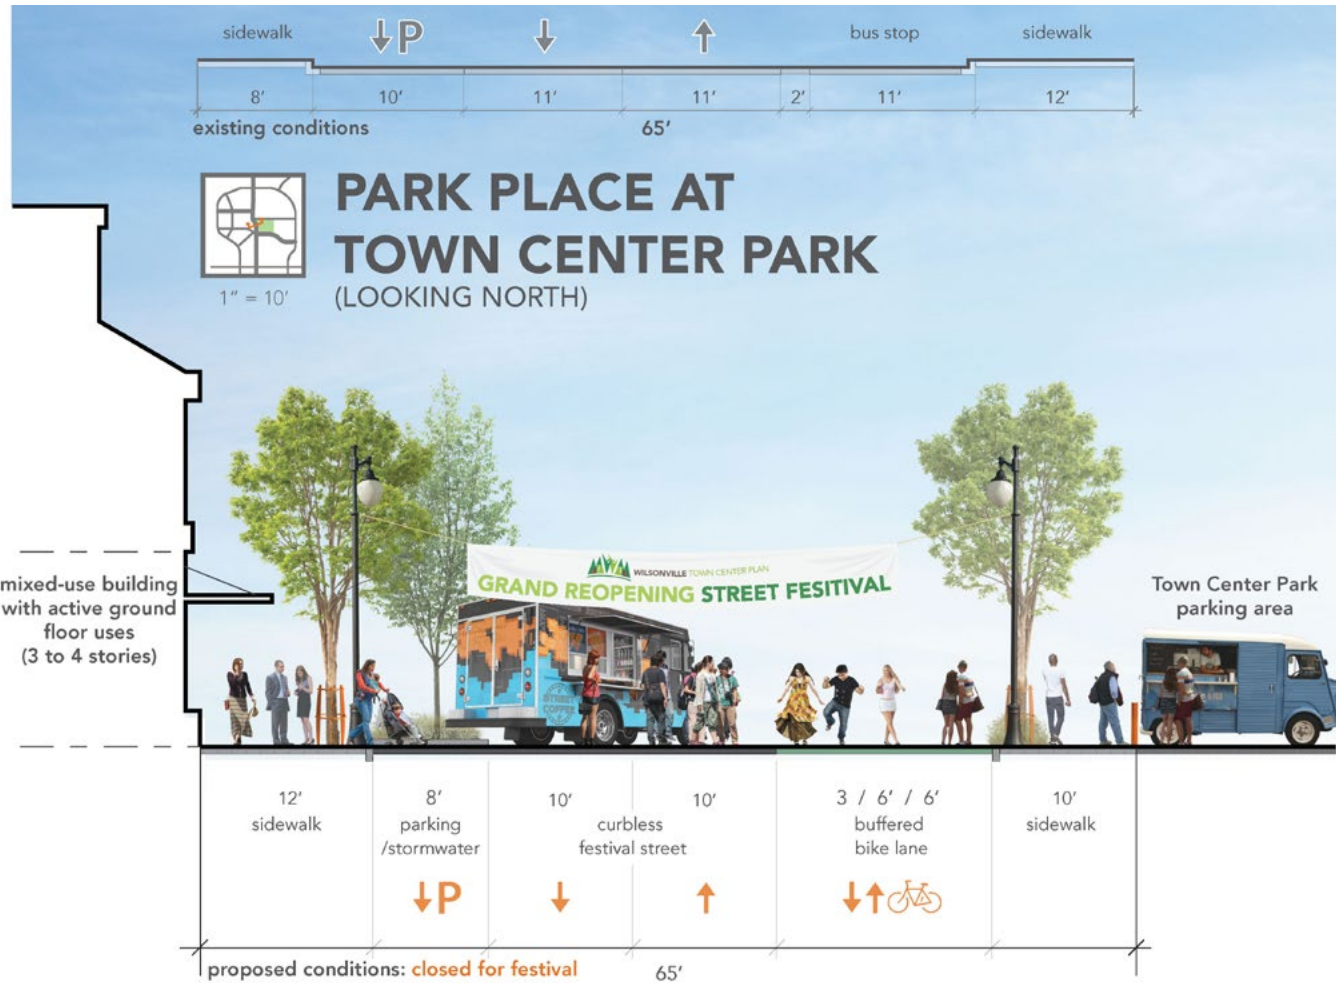 sidewalk P bus stop sidewalk
8' 10' 11' 11' 2' 11' 12'
existing conditions 65'
PARK PLACE AT
TOWN CENTER PARK
1" = 10' (LOOKING NORTH)
WILSONVILLE TOWN CENTER PLAN
GRAND REOPENING STREET FESITIVAL
mixed-use building
with active ground
floor uses
(3 to 4 stories)
Town Center Park
parking area
STREET
COFFEE
12' 8' 10' 10' 3 / 6' / 6' 10'
sidewalk parking curbless buffered sidewalk
/stormwater festival street bike lane
P
proposed conditions: closed for festival 65'